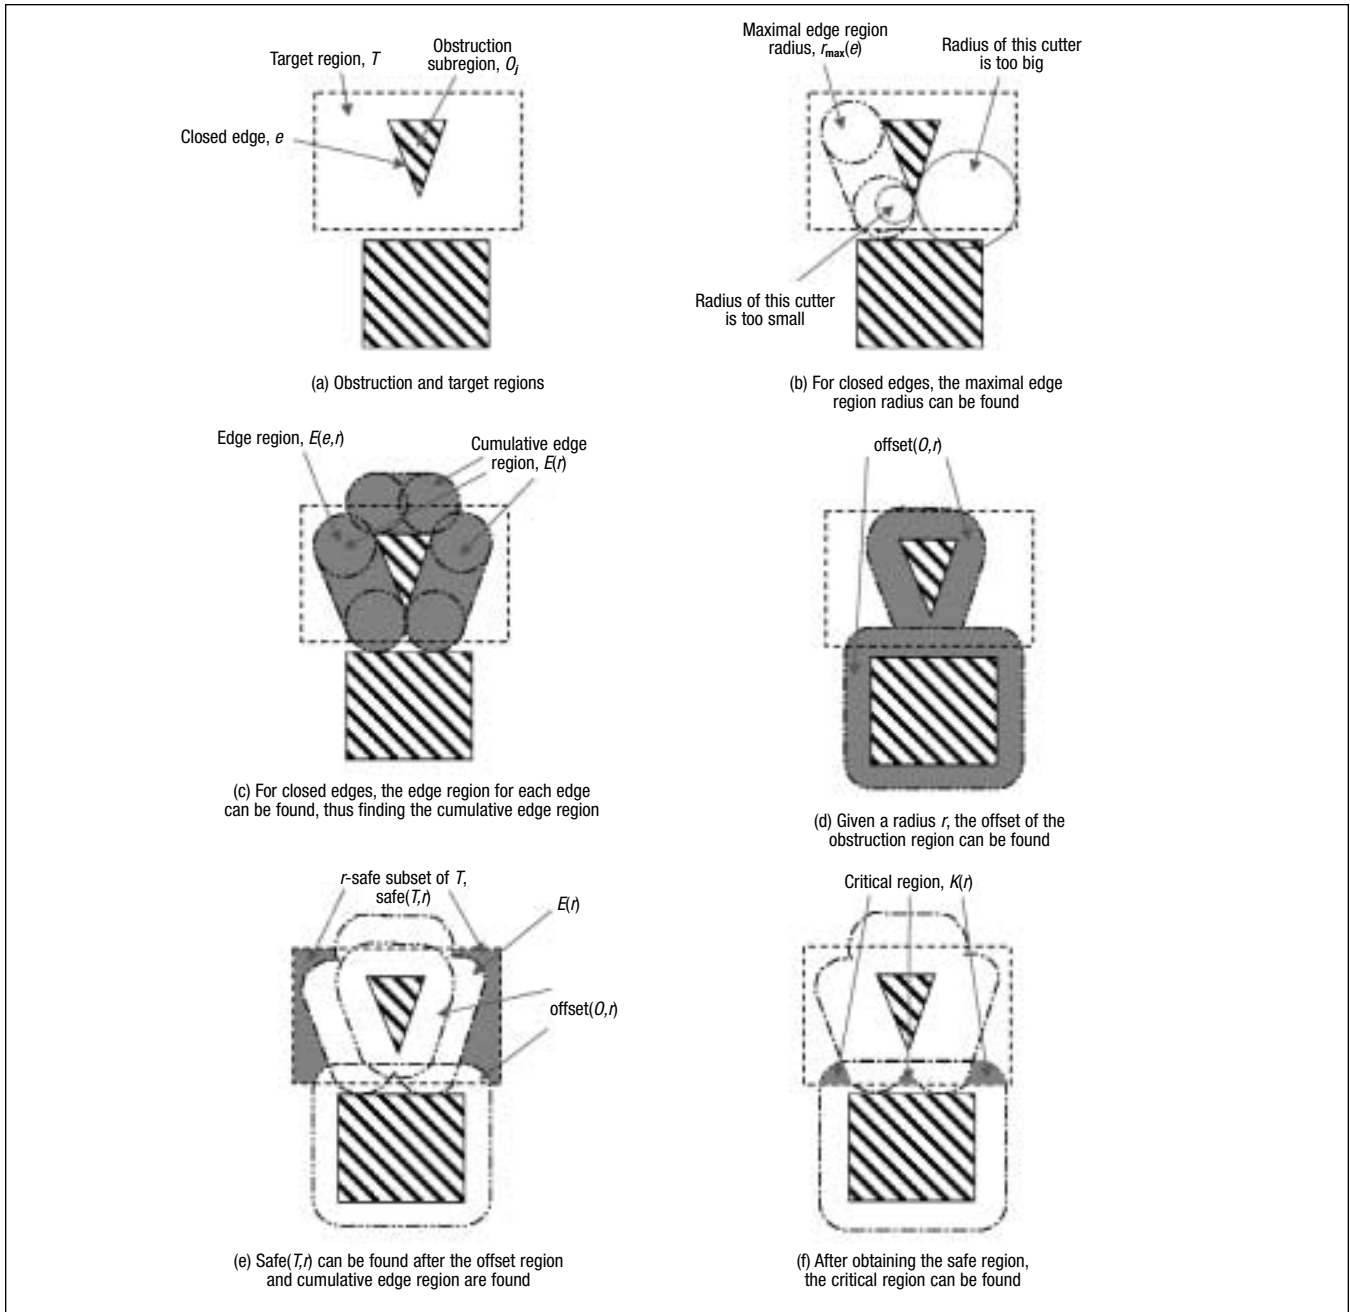 Target region, T
Obstruction
subregion, Oj
Closed edge, e
(a) Obstruction and target regions
Maximal edge region
radius, rmax(e)
Radius of this cutter
is too big
Radius of this cutter
is too small
(b) For closed edges, the maximal edge
region radius can be found
Edge region, E(e,r)
Cumulative edge
region, E(r)
(c) For closed edges, the edge region for each edge
can be found, thus finding the cumulative edge region
offset(O,r)
(d) Given a radius r, the offset of the
obstruction region can be found
r-safe subset of T,
safe(T,r)
E(r)
offset(O,r)
(e) Safe(T,r) can be found after the offset region
and cumulative edge region are found
Critical region, K(r)
(f) After obtaining the safe region,
the critical region can be found